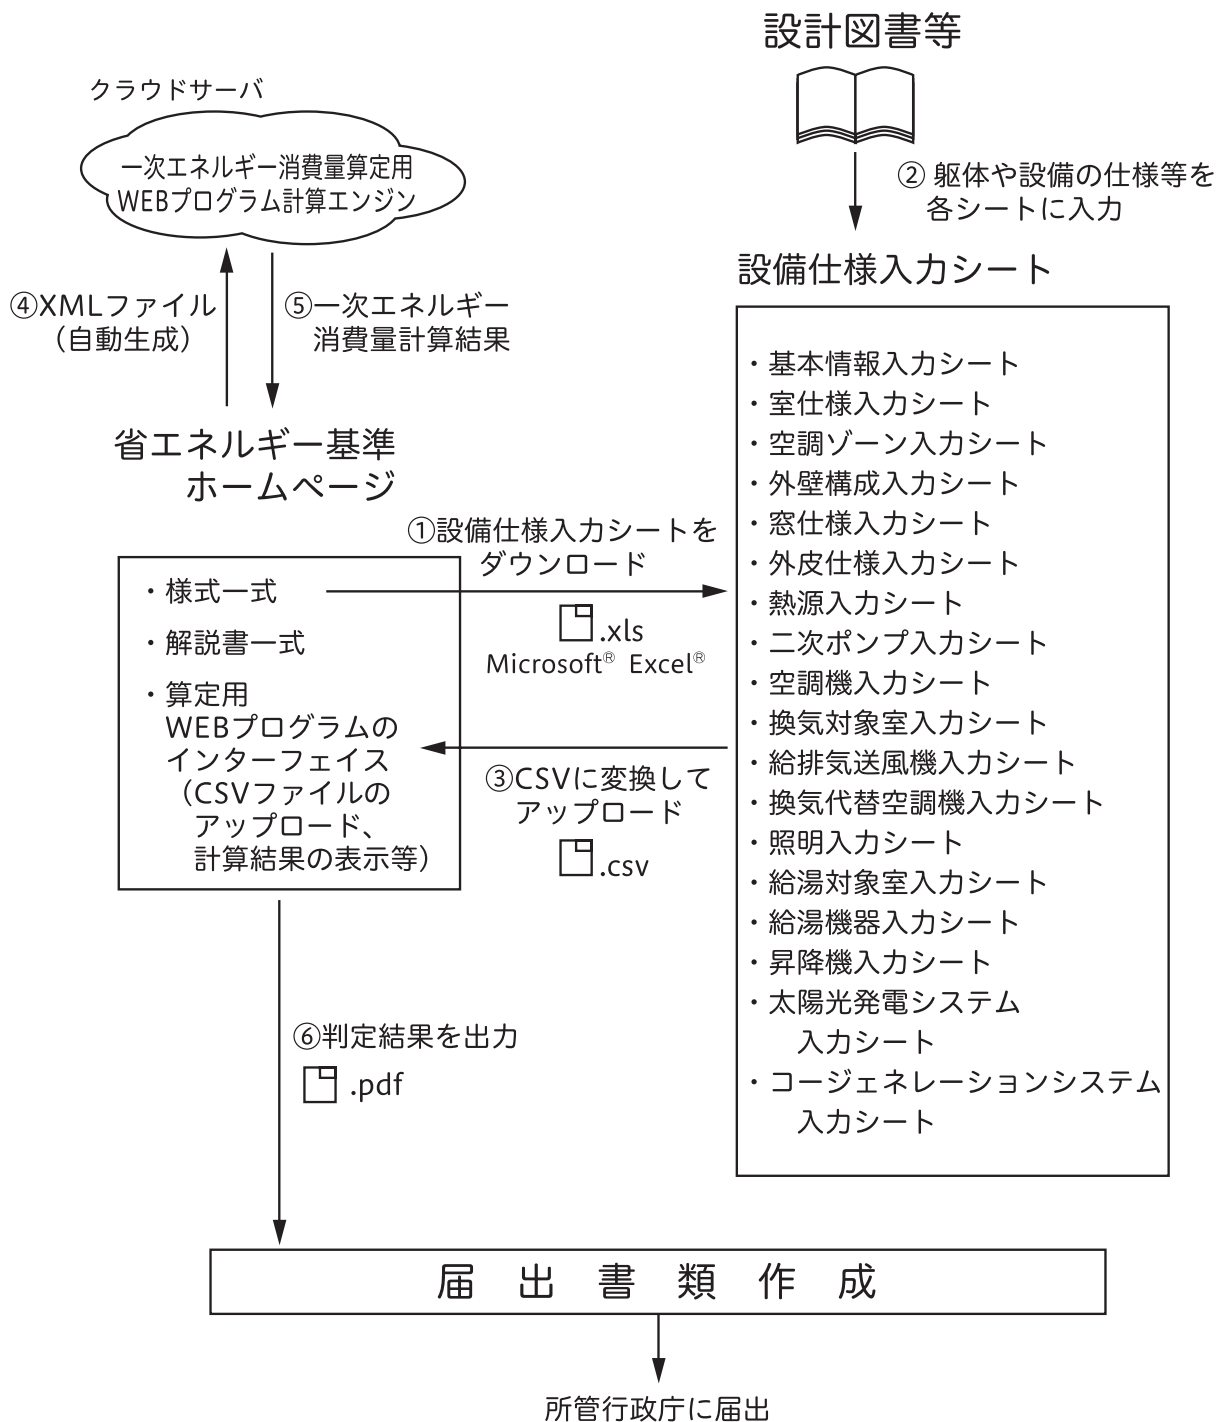 設計図書等
クラウドサーバ
一次エネルギー消費量算定用
WEBプログラム計算エンジン
② 躯体や設備の仕様等を
各シートに入力
設備仕様入力シート
④XMLファイル
（自動生成）
⑤一次エネルギー
消費量計算結果
省エネルギー基準
ホームページ
①設備仕様入力シートを
ダウンロード
.xls
Microsoft® Excel®
・様式一式
・解説書一式
・算定用
WEBプログラムの
インターフェイス
（CSVファイルの
アップロード、
計算結果の表示等）
③CSVに変換して
アップロード
.csv
・基本情報入力シート
・室仕様入力シート
・空調ゾーン入力シート
・外壁構成入力シート
・窓仕様入力シート
・外皮仕様入力シート
・熱源入力シート
・二次ポンプ入力シート
・空調機入力シート
・換気対象室入力シート
・給排気送風機入力シート
・換気代替空調機入力シート
・照明入力シート
・給湯対象室入力シート
・給湯機器入力シート
・昇降機入力シート
・太陽光発電システム
入力シート
・コージェネレーションシステム
入力シート
⑥判定結果を出力
.pdf
届出書類作成
所管行政庁に届出